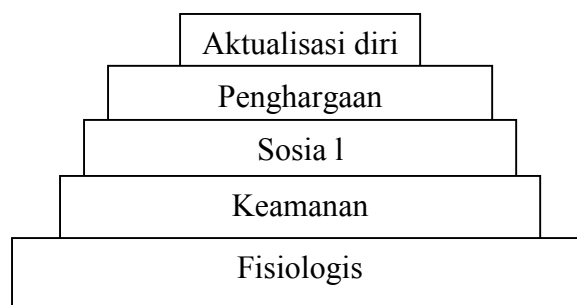 Aktualisasi diri
Penghargaan
Sosia l
Keamanan
Fisiologis